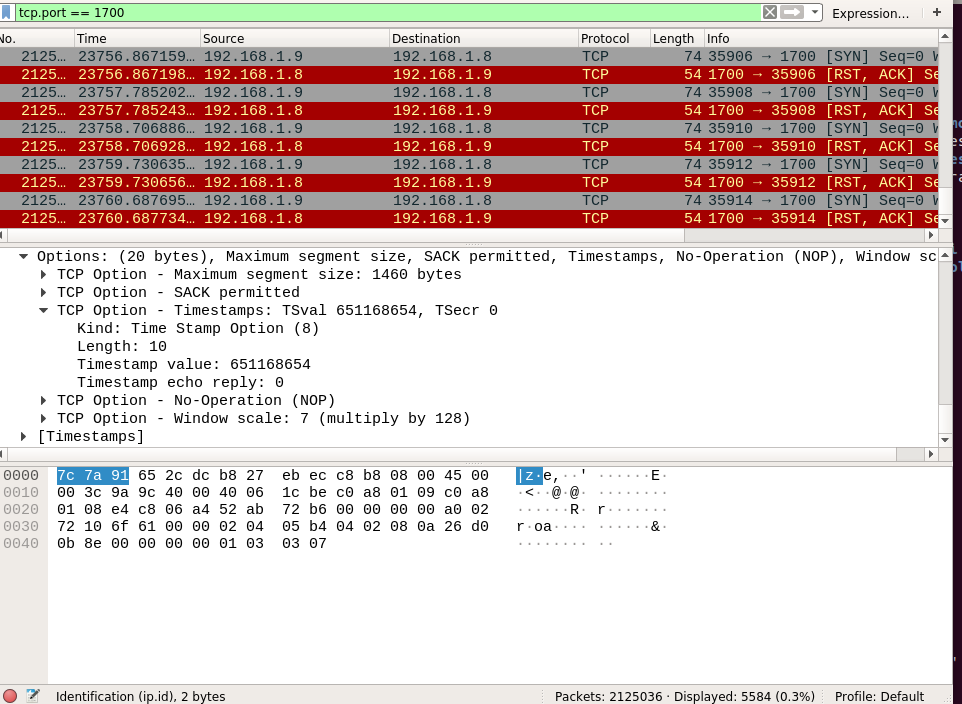 tcp.port == 1700 Expression… +
No. Time Source Destination Protocol Length Info
2125… 23756.867159… 192.168.1.9 192.168.1.8 TCP 74 35906 → 1700 [SYN] Seq=0 W
2125… 23756.867198… 192.168.1.8 192.168.1.9 TCP 54 1700 → 35906 [RST, ACK] Se
2125… 23757.785202… 192.168.1.9 192.168.1.8 TCP 74 35908 → 1700 [SYN] Seq=0 W
2125… 23757.785243… 192.168.1.8 192.168.1.9 TCP 54 1700 → 35908 [RST, ACK] Se
2125… 23758.706886… 192.168.1.9 192.168.1.8 TCP 74 35910 → 1700 [SYN] Seq=0 W
2125… 23758.706928… 192.168.1.8 192.168.1.9 TCP 54 1700 → 35910 [RST, ACK] Se
2125… 23759.730635… 192.168.1.9 192.168.1.8 TCP 74 35912 → 1700 [SYN] Seq=0 W
2125… 23759.730656… 192.168.1.8 192.168.1.9 TCP 54 1700 → 35912 [RST, ACK] Se
2125… 23760.687695… 192.168.1.9 192.168.1.8 TCP 74 35914 → 1700 [SYN] Seq=0 W
2125… 23760.687734… 192.168.1.8 192.168.1.9 TCP 54 1700 → 35914 [RST, ACK] Se
Options: (20 bytes), Maximum segment size, SACK permitted, Timestamps, No-Operation (NOP), Window sc
TCP Option - Maximum segment size: 1460 bytes
TCP Option - SACK permitted
TCP Option - Timestamps: TSval 651168654, TSecr 0
Kind: Time Stamp Option (8)
Length: 10
Timestamp value: 651168654
Timestamp echo reply: 0
TCP Option - No-Operation (NOP)
TCP Option - Window scale: 7 (multiply by 128)
[Timestamps]
0000 7c 7a 91 65 2c dc b8 27 eb ec c8 b8 08 00 45 00 |z·e,··' ······E·
0010 00 3c 9a 9c 40 00 40 06 1c be c0 a8 01 09 c0 a8 ·<··@·@· ········
0020 01 08 e4 c8 06 a4 52 ab 72 b6 00 00 00 00 a0 02 ······R· r·······
0030 72 10 6f 61 00 00 02 04 05 b4 04 02 08 0a 26 d0 r·oa···· ······&·
0040 0b 8e 00 00 00 00 01 03 03 07 ········ ··
Identification (ip.id), 2 bytes Packets: 2125036 · Displayed: 5584 (0.3%) Profile: Default